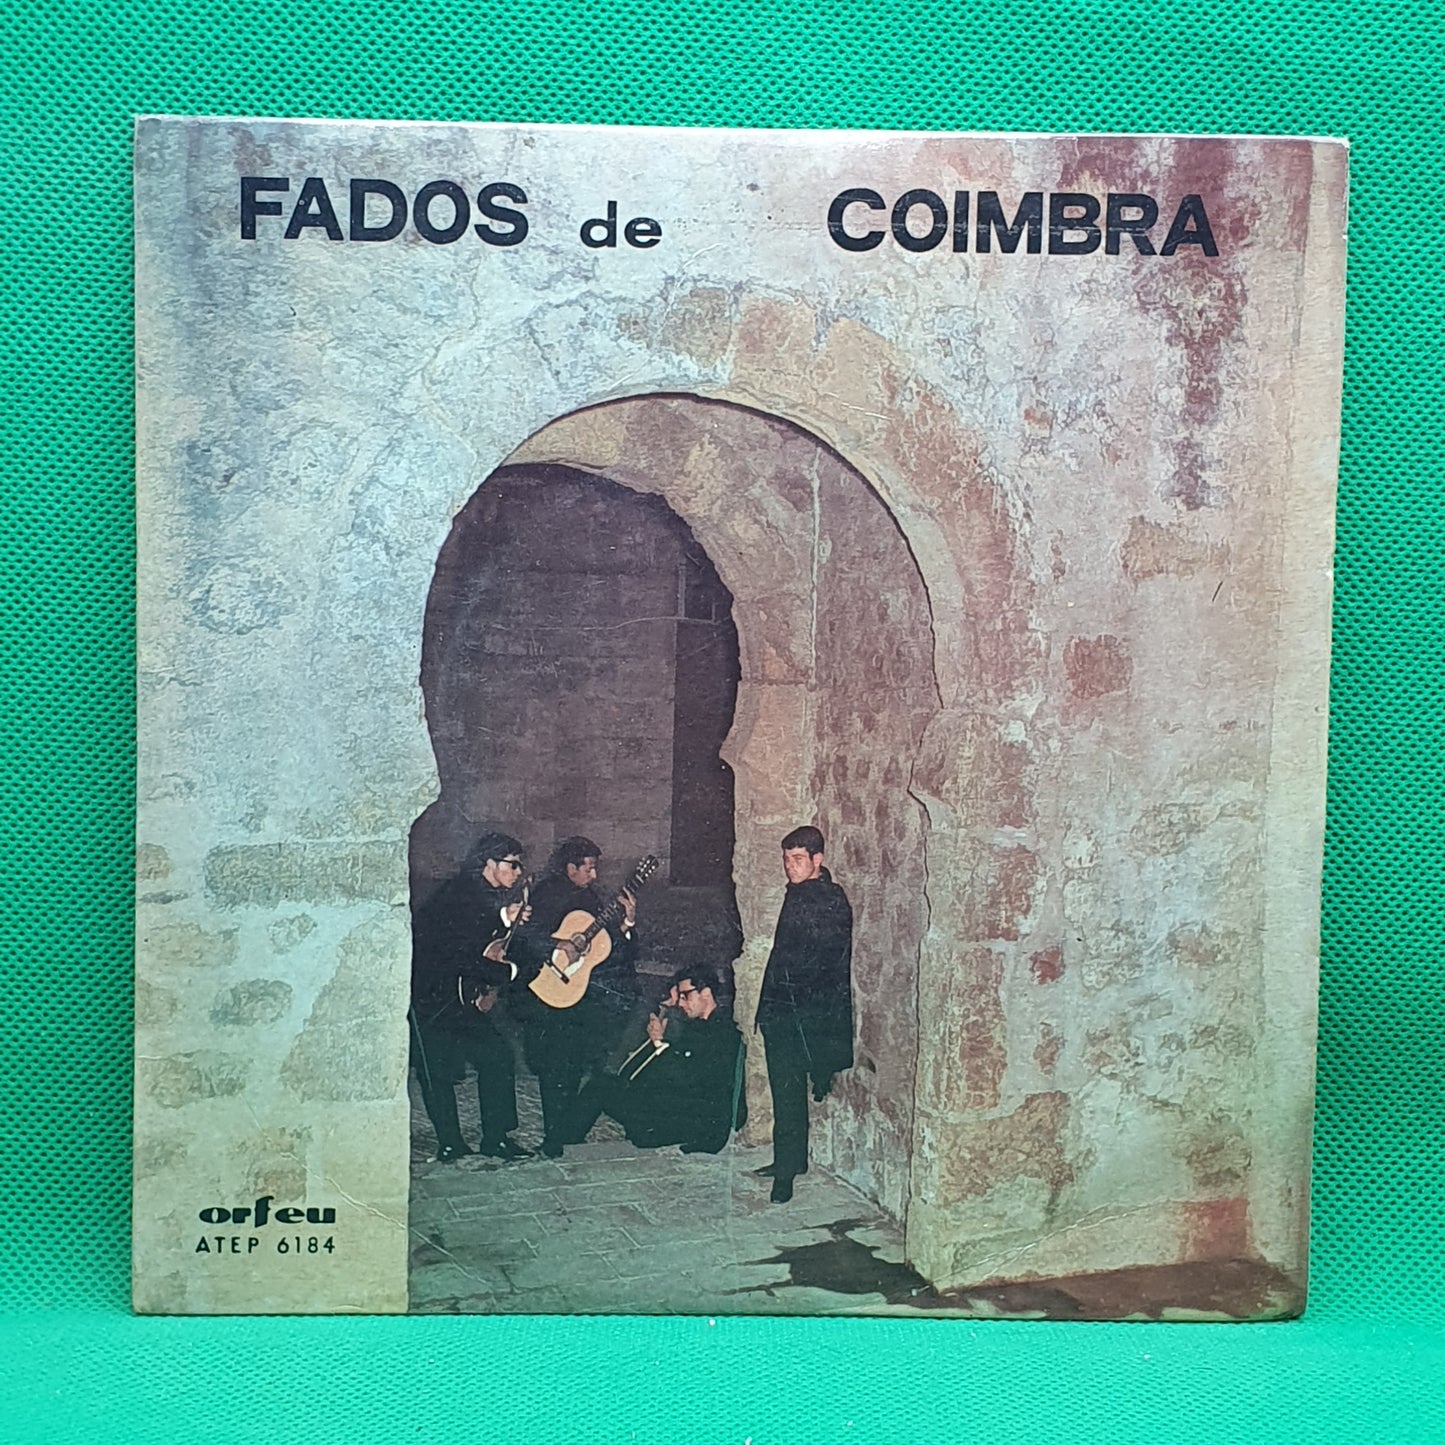 FADOS de COIMBRA
orfeu
ATEP 6184